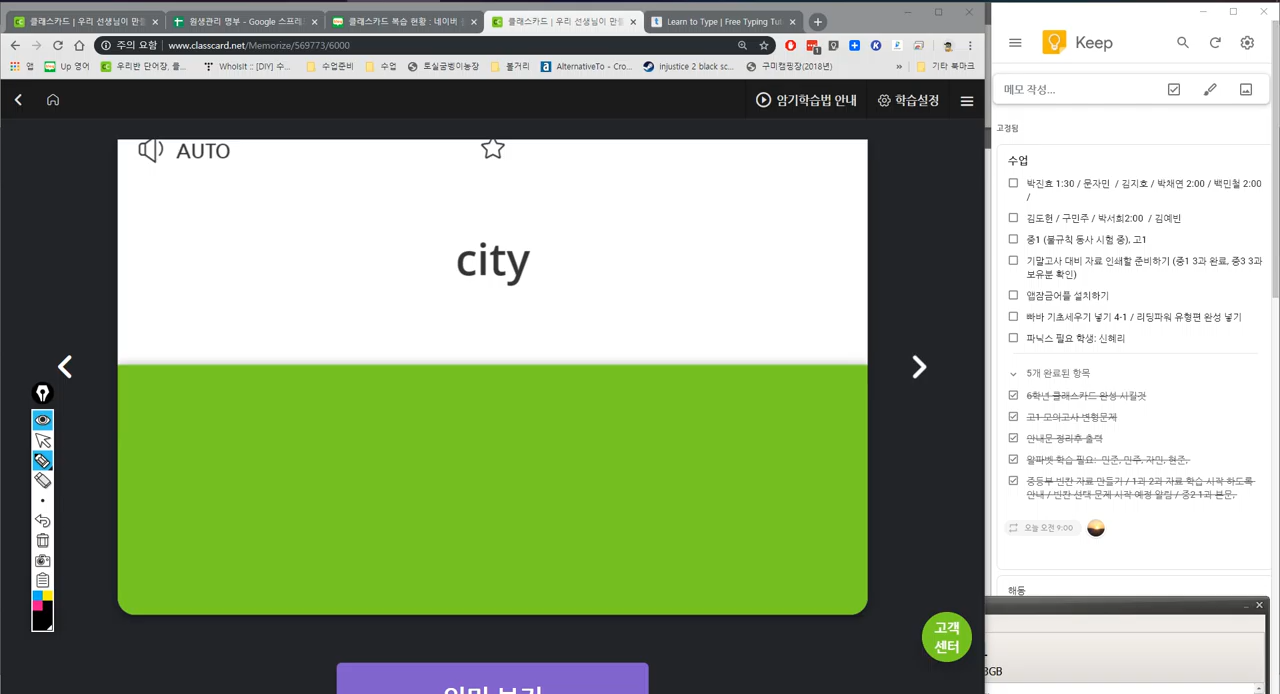 클래스카드 | 우리 선생님이 만든
원생관리 명부 - Google 스프레
클래스카드 복습 현황 : 네이버
클래스카드 | 우리 선생님이 만든
Learn to Type | Free Typing Tut
주의 요함
www.classcard.net/Memorize/569773/6000
앱
Up 영어
우리반 단어장, 클...
WhoisIt :: [DIY] 수...
수업준비
수업
토실굼벵이농장
볼거리
AlternativeTo - Cro...
injustice 2 black sc...
구미캠핑장(2018년)
»
기타 북마크
암기학습법 안내
학습설정
AUTO
city
고객
센터
Keep
메모 작성...
고정됨
수업
박진효 1:30 / 문자민 / 김지호 / 박채연 2:00 / 백민철 2:00
/
김도현 / 구민주 / 박서희2:00 / 김예빈
중1 (불규칙 동사 시험 중), 고1
기말고사 대비 자료 인쇄할 준비하기 (중1 3과 완료, 중3 3과
보유분 확인)
앱잠금어플 설치하기
빠바 기초세우기 넣기 4-1 / 리딩파워 유형편 완성 넣기
파닉스 필요 학생: 신혜리
5개 완료된 항목
6학년 클래스카드 완성 시킬것
고1 모의고사 변형문제
안내문 정리후 출력
알파벳 학습 필요: 민준, 민주, 자민, 현준,
중등부 빈칸 자료 만들기 / 1과 2과 자료 학습 시작 하도록
안내 / 빈칸 선택 문제 시작 예정 알림 / 중2 1과 본문,
오늘 오전 9:00
해동